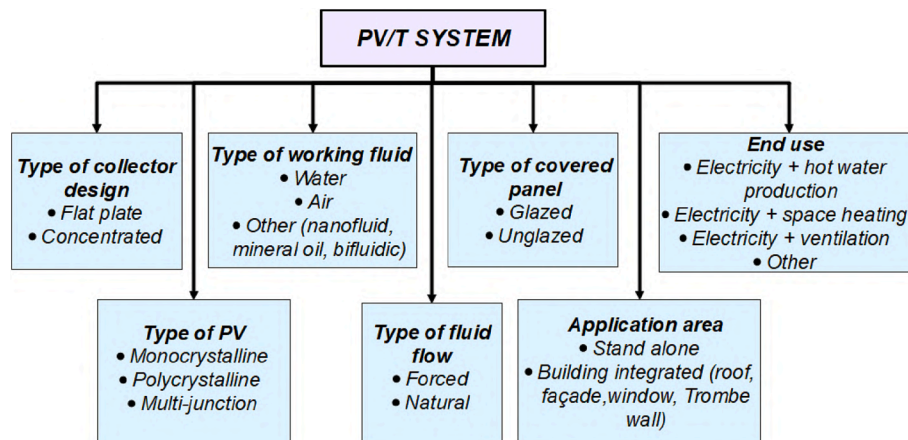 PV/T SYSTEM
Type of collector
design
• Flat plate
• Concentrated
Type of working fluid
• Water
• Air
• Other (nanofluid,
mineral oil, bifluidic)
Type of covered
panel
• Glazed
• Unglazed
End use
• Electricity + hot water
production
• Electricity + space heating
• Electricity + ventilation
• Other
Type of PV
• Monocrystalline
• Polycrystalline
• Multi-junction
Type of fluid
flow
• Forced
• Natural
Application area
• Stand alone
• Building integrated (roof,
façade,window, Trombe
wall)